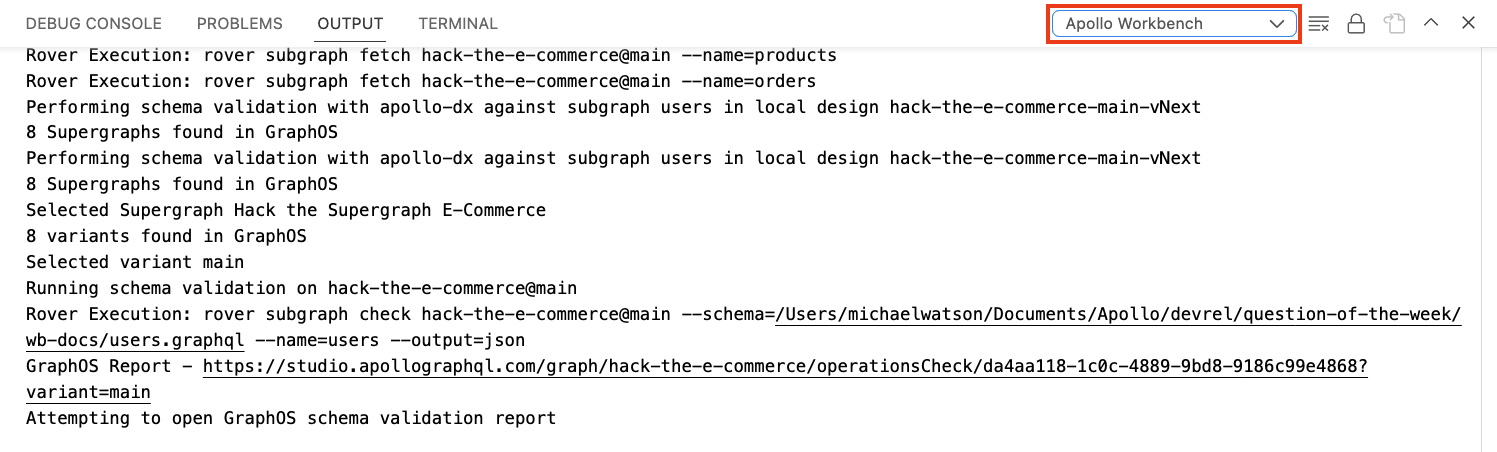 DEBUG CONSOLE PROBLEMS OUTPUT TERMINAL Apollo Workbench
Rover Execution: rover subgraph fetch hack-the-e-commerce@main --name=products
Rover Execution: rover subgraph fetch hack-the-e-commerce@main --name=orders
Performing schema validation with apollo-dx against subgraph users in local design hack-the-e-commerce-main-vNext
8 Supergraphs found in GraphOS
Performing schema validation with apollo-dx against subgraph users in local design hack-the-e-commerce-main-vNext
8 Supergraphs found in GraphOS
Selected Supergraph Hack the Supergraph E-Commerce
8 variants found in GraphOS
Selected variant main
Running schema validation on hack-the-e-commerce@main
Rover Execution: rover subgraph check hack-the-e-commerce@main --schema=/Users/michaelwatson/Documents/Apollo/devrel/question-of-the-week/
wb-docs/users.graphql --name=users --output=json
GraphOS Report - https://studio.apollographql.com/graph/hack-the-e-commerce/operationsCheck/da4aa118-1c0c-4889-9bd8-9186c99e4868?
variant=main
Attempting to open GraphOS schema validation report